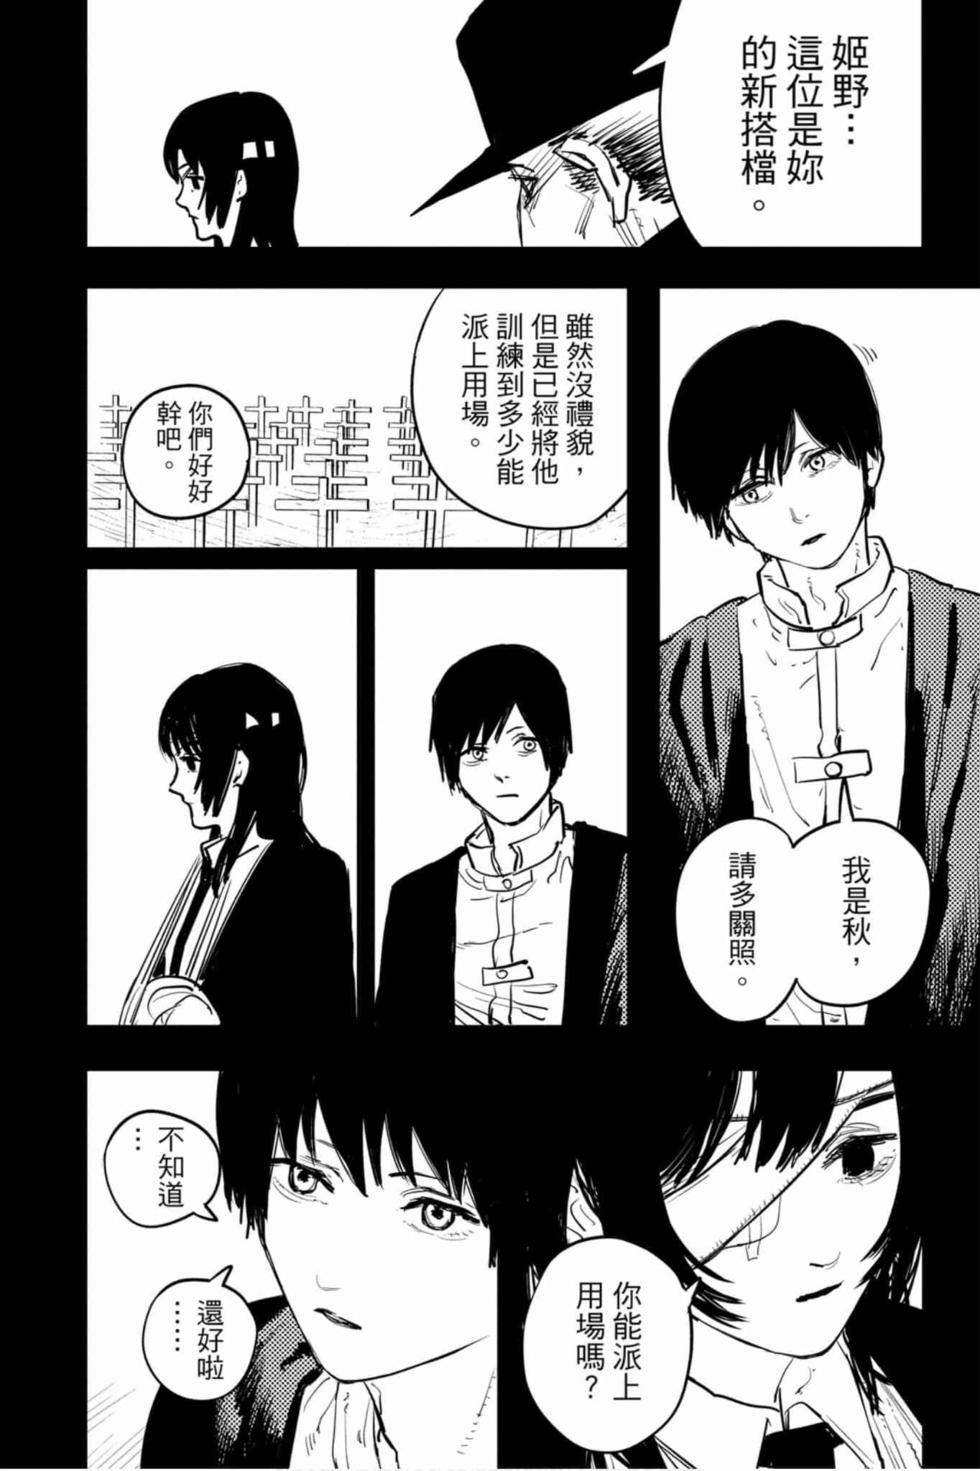 姬野…
這位是妳
的新搭檔。
我是秋，
請多關照。
雖然沒禮貌，
但是已經將他
訓練到多少能
派上用場。
你們好好
幹吧。
你能派上
用場嗎？
不知道
…
還好啦
……